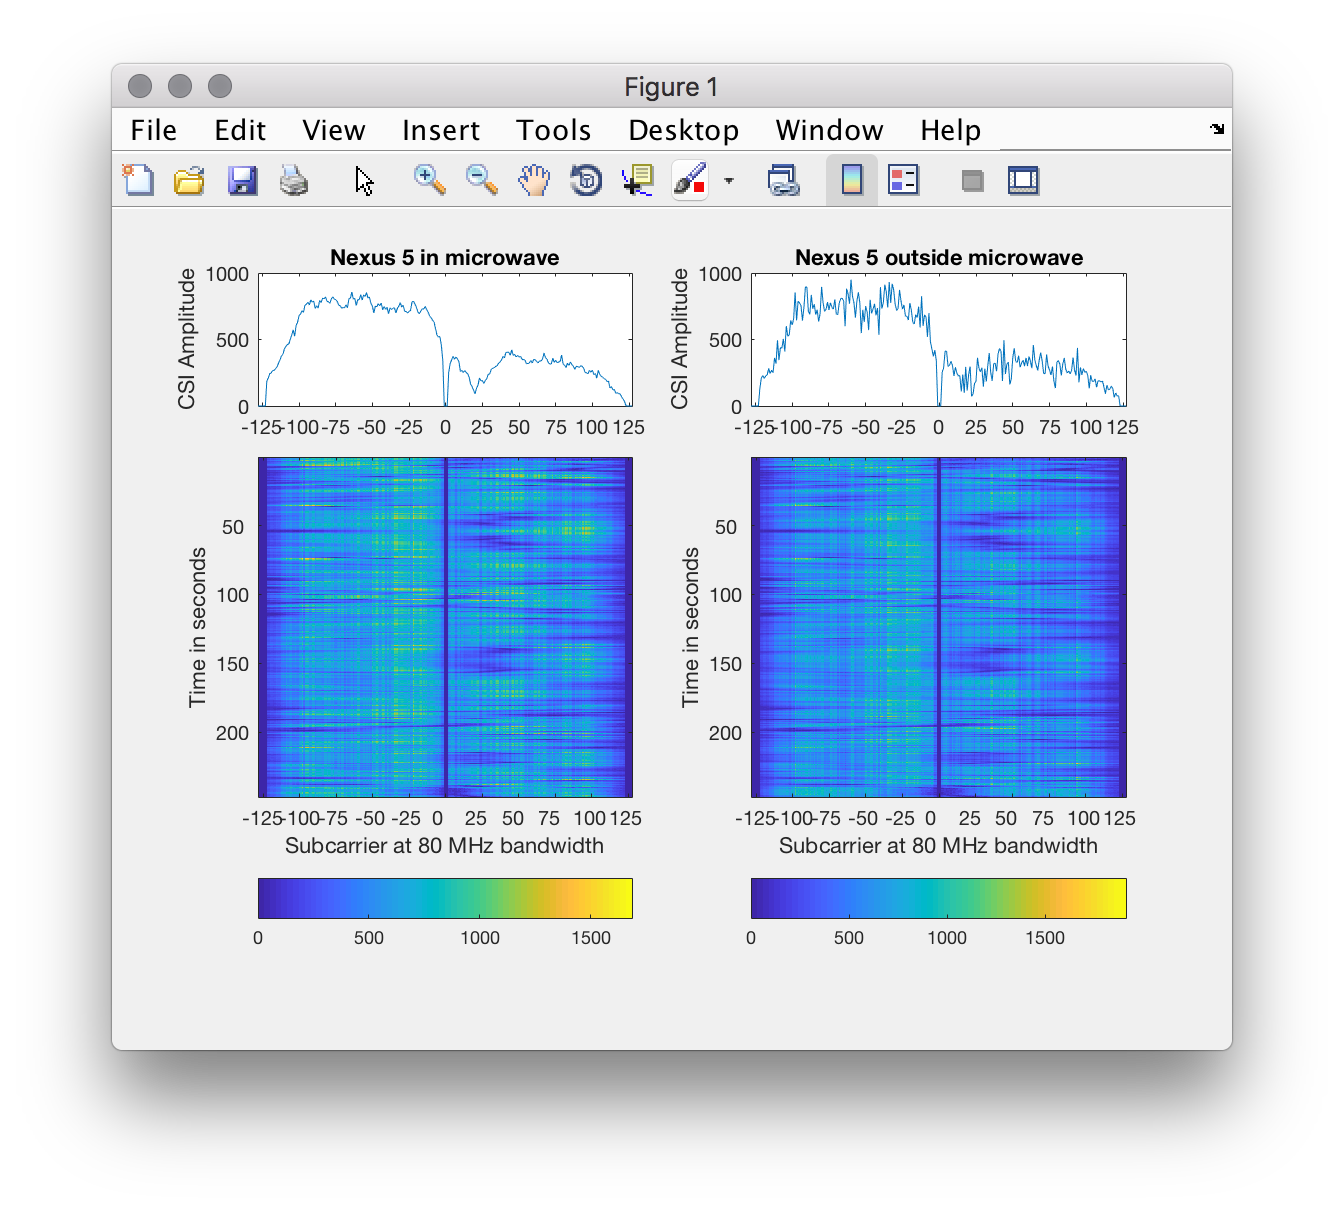 Figure 1
File Edit View Insert Tools Desktop Window Help
Nexus 5 in microwave
CSI Amplitude
1000
500
0
-125 -100 -75 -50 -25 0 25 50 75 100 125
Time in seconds
50
100
150
200
-125 -100 -75 -50 -25 0 25 50 75 100 125
Subcarrier at 80 MHz bandwidth
0 500 1000 1500
Nexus 5 outside microwave
CSI Amplitude
1000
500
0
-125 -100 -75 -50 -25 0 25 50 75 100 125
Time in seconds
50
100
150
200
-125 -100 -75 -50 -25 0 25 50 75 100 125
Subcarrier at 80 MHz bandwidth
0 500 1000 1500